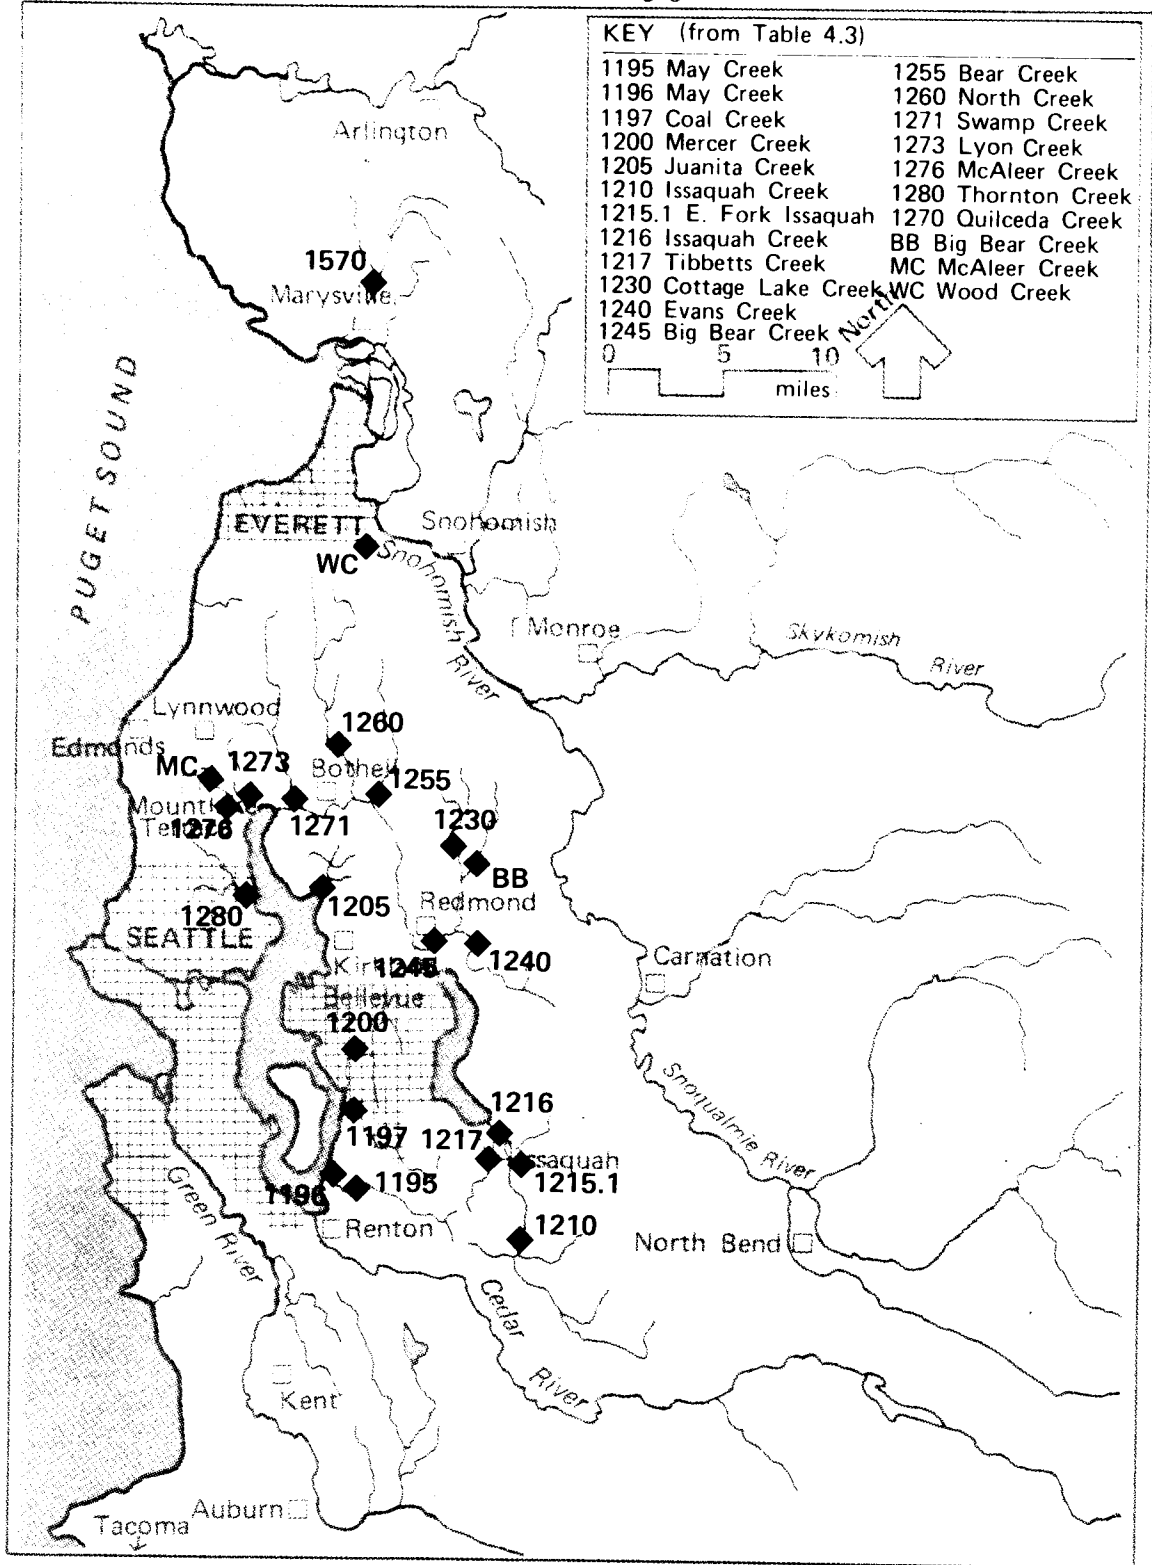 KEY (from Table 4.3)
1195 May Creek
1196 May Creek
1197 Coal Creek
1200 Mercer Creek
1205 Juanita Creek
1210 Issaquah Creek
1215.1 E. Fork Issaquah
1216 Issaquah Creek
1217 Tibbetts Creek
1230 Cottage Lake Creek
1240 Evans Creek
1245 Big Bear Creek
1255 Bear Creek
1260 North Creek
1271 Swamp Creek
1273 Lyon Creek
1276 McAleer Creek
1280 Thornton Creek
1270 Quilceda Creek
BB Big Bear Creek
MC McAleer Creek
WC Wood Creek
North
0 5 10
miles
Arlington
1570
Marysville
PUGET SOUND
EVERETT
Snohomish
WC
Snohomish River
Monroe
Skykomish River
Lynnwood
1260
Edmonds
MC
1273
Bothell
1255
1276
1271
1230
BB
1280
1205
Redmond
SEATTLE
1245
1240
Carnation
Bellevue
1200
Snoqualmie River
1216
1197
1217
Issaquah
1215.1
1196
1195
Green River
Renton
1210
North Bend
Cedar River
Kent
Auburn
Tacoma